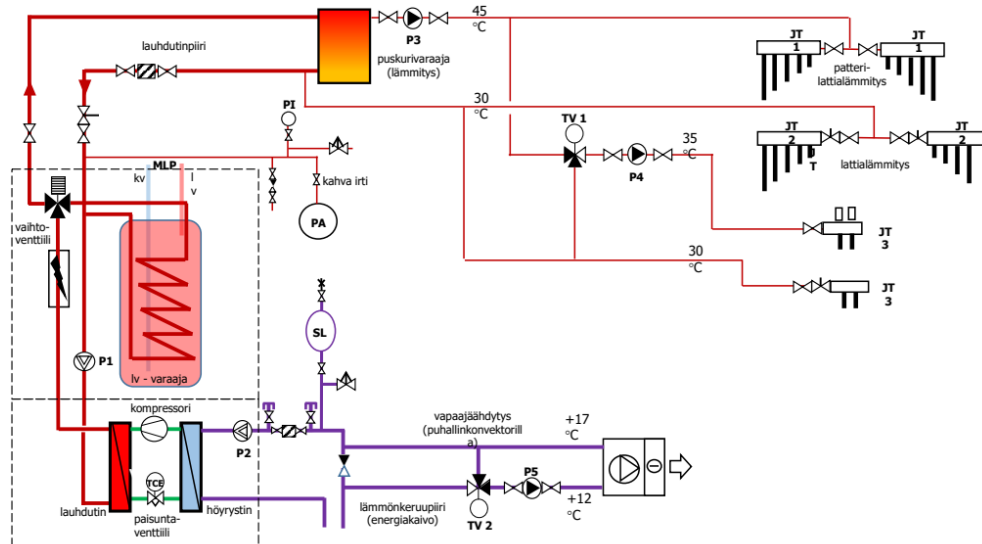 45
°C
JT
1
JT
1
P3
lauhdutinpiiri
puskurivaraaja
(lämmitys)
patteri-
lattialämmitys
30
°C
PI
TV 1
35
°C
JT
2
JT
2
J
T
lattialämmitys
P4
MLP
kv
l
v
kahva irti
PA
vaihto-
venttiili
JT
3
30
°C
JT
3
SL
P1
lv - varaaja
kompressori
vapaajäähdytys
(puhallinkonvektorill
a)
+17
°C
P2
P5
TCE
+12
°C
lauhdutin
paisunta-
venttiili
höyrystin
lämmönkeruupiiri
(energiakaivo)
TV 2